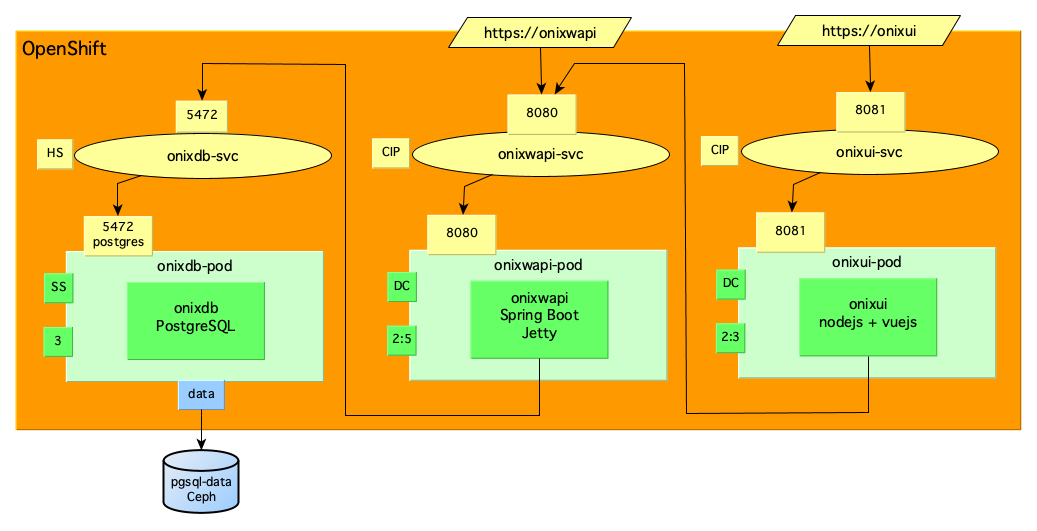 https://onixwapi
https://onixui
OpenShift
5472
8080
8081
HS
onixdb-svc
CIP
onixwapi-svc
CIP
onixui-svc
5472
postgres
8080
8081
onixdb-pod
onixwapi-pod
onixui-pod
SS
onixdb
PostgreSQL
3
DC
onixwapi
Spring Boot
Jetty
2:5
DC
onixui
nodejs + vuejs
2:3
data
pgsql-data
Ceph